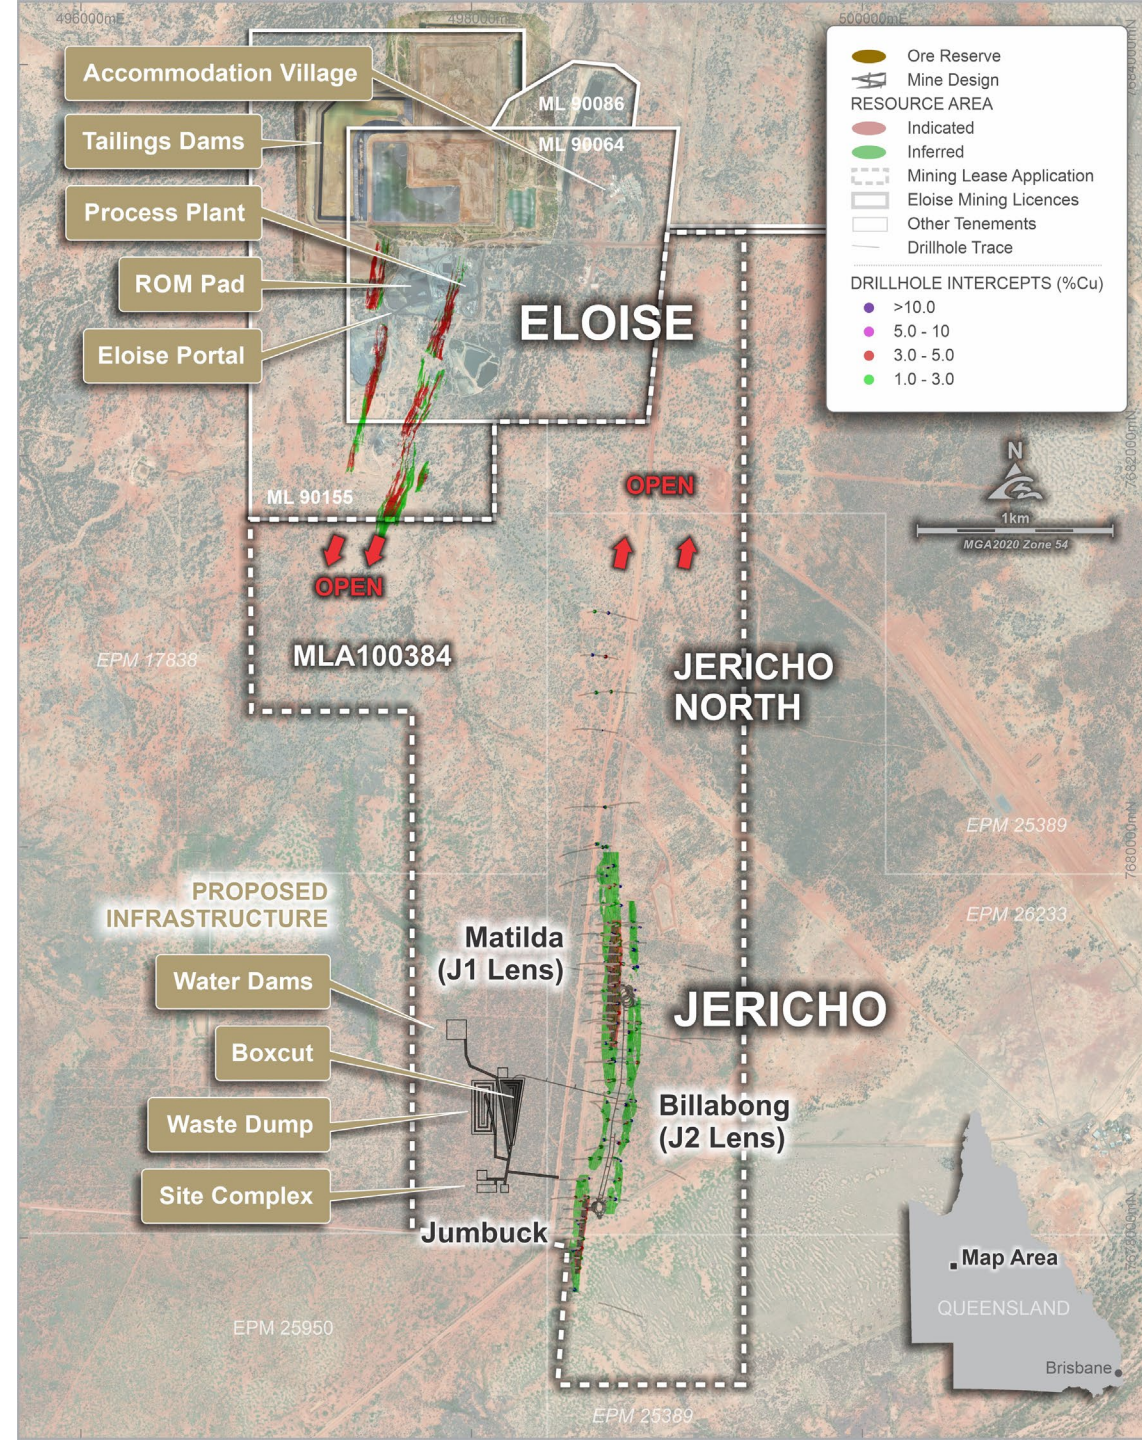 496000mE
498000mE
500000mE
Accommodation Village
Tailings Dams
Process Plant
ROM Pad
Eloise Portal
ML 90086
ML 90064
ELOISE
ML 90155
OPEN
OPEN
Ore Reserve
Mine Design
RESOURCE AREA
Indicated
Inferred
Mining Lease Application
Eloise Mining Licences
Other Tenements
Drillhole Trace
DRILLHOLE INTERCEPTS (%Cu)
>10.0
5.0 - 10
3.0 - 5.0
1.0 - 3.0
N
1km
MGA2020 Zone 54
EPM 17838
MLA100384
JERICHO
NORTH
EPM 25389
7680000mN
EPM 26233
PROPOSED
INFRASTRUCTURE
Matilda
(J1 Lens)
Water Dams
JERICHO
Boxcut
Waste Dump
Billabong
(J2 Lens)
Site Complex
Jumbuck
Map Area
QUEENSLAND
Brisbane
EPM 25950
EPM 25389